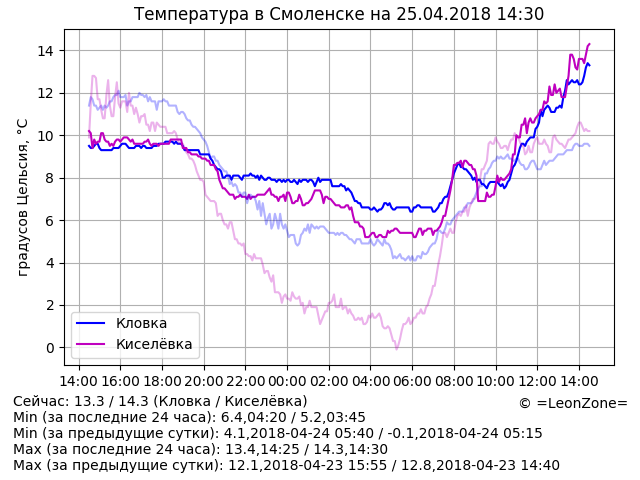 Температура в Смоленске на 25.04.2018 14:30
градусов Цельсия, °C
14
12
10
8
6
4
2
0
Кловка
Киселёвка
14:00 16:00 18:00 20:00 22:00 00:00 02:00 04:00 06:00 08:00 10:00 12:00 14:00
Сейчас: 13.3 / 14.3 (Кловка / Киселёвка)
© =LeonZone=
Min (за последние 24 часа): 6.4,04:20 / 5.2,03:45
Min (за предыдущие сутки): 4.1,2018-04-24 05:40 / -0.1,2018-04-24 05:15
Max (за последние 24 часа): 13.4,14:25 / 14.3,14:30
Max (за предыдущие сутки): 12.1,2018-04-23 15:55 / 12.8,2018-04-23 14:40